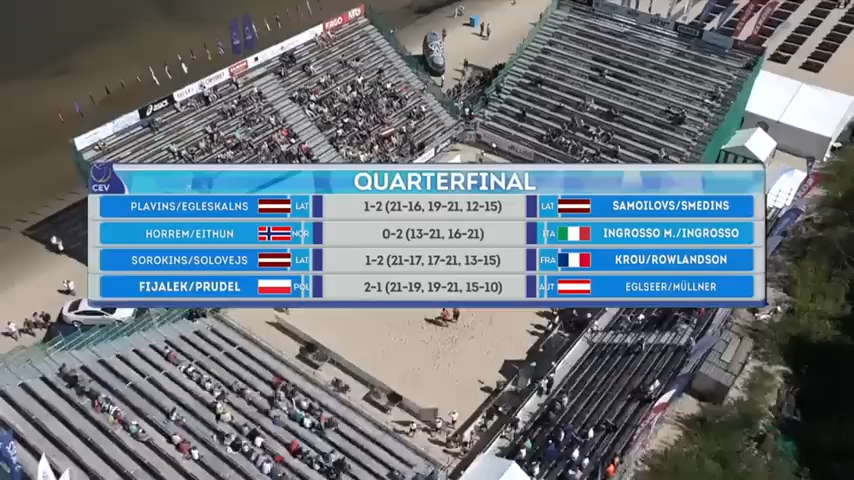 ERGO
CEV
QUARTERFINAL
PLAVINS/EGLESKALNS LAT 1-2 (21-16, 19-21, 12-15) LAT SAMOILOVS/SMEDINS
HORREM/EITHUN NOR 0-2 (13-21, 16-21) ITA INGROSSO M./INGROSSO
SOROKINS/SOLOVEJS LAT 1-2 (21-17, 17-21, 13-15) FRA KROU/ROWLANDSON
FIJALEK/PRUDEL POL 2-1 (21-19, 19-21, 15-10) AUT EGLSEER/MÜLLNER